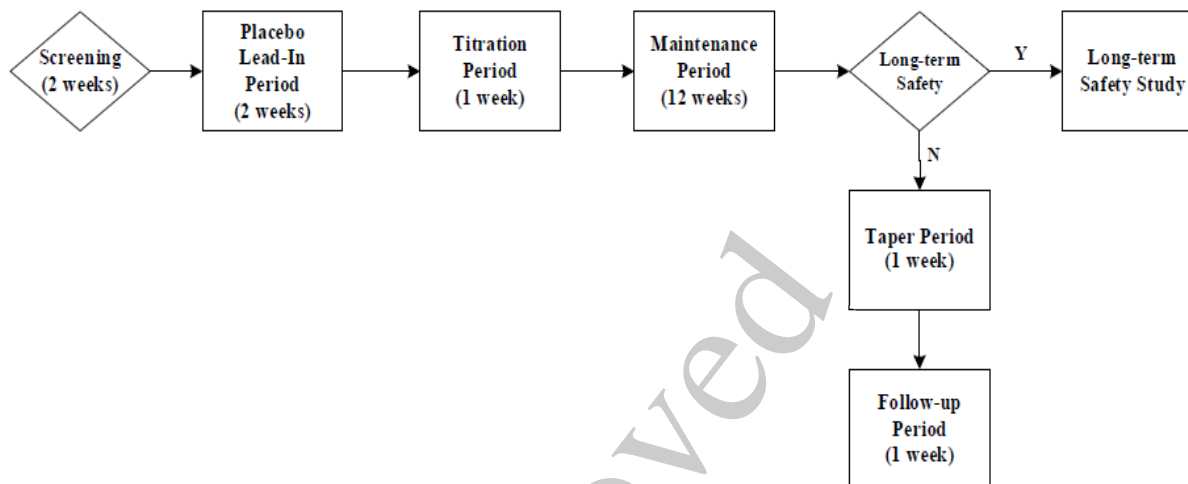 Screening
(2 weeks)
Placebo
Lead-In
Period
(2 weeks)
Titration
Period
(1 week)
Maintenance
Period
(12 weeks)
Long-term
Safety
Y
Long-term
Safety Study
N
Taper Period
(1 week)
Follow-up
Period
(1 week)
oved